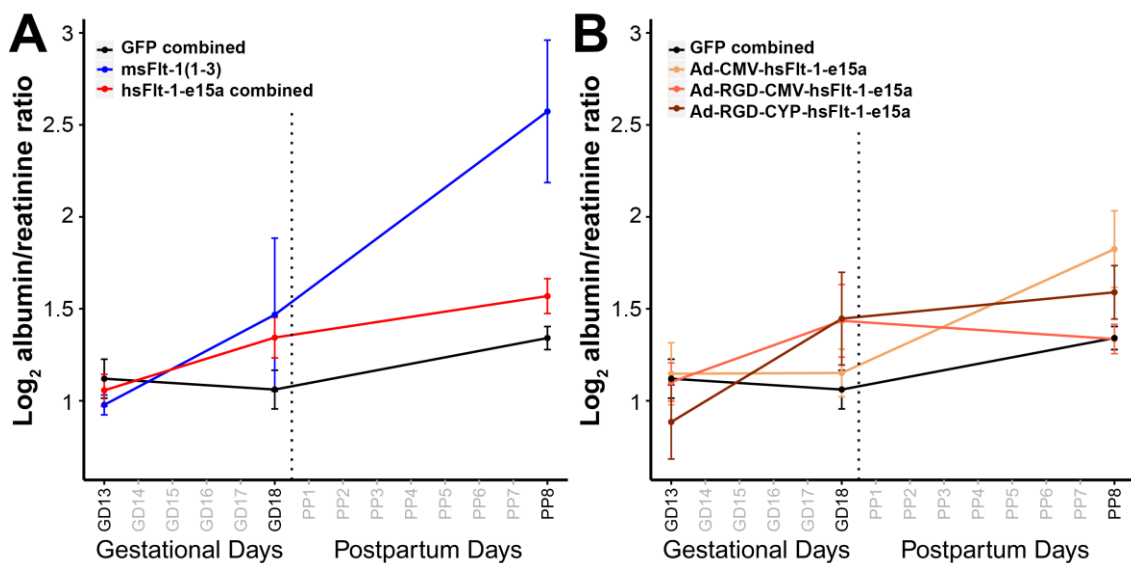 A
GFP combined
msFlt-1(1-3)
hsFlt-1-e15a combined
Log₂ albumin/reatinine ratio
3
2.5
2
1.5
1
GD13
GD14
GD15
GD16
GD17
GD18
PP1
PP2
PP3
PP4
PP5
PP6
PP7
PP8
Gestational Days
Postpartum Days
B
GFP combined
Ad-CMV-hsFlt-1-e15a
Ad-RGD-CMV-hsFlt-1-e15a
Ad-RGD-CYP-hsFlt-1-e15a
Log₂ albumin/reatinine ratio
3
2.5
2
1.5
1
GD13
GD14
GD15
GD16
GD17
GD18
PP1
PP2
PP3
PP4
PP5
PP6
PP7
PP8
Gestational Days
Postpartum Days